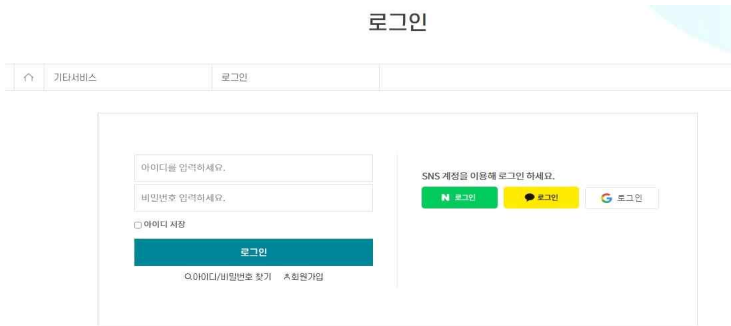 로그인
기타서비스
로그인
아이디를 입력하세요.
비밀번호 입력하세요.
아이디 저장
로그인
아이디/비밀번호 찾기 회원가입
SNS 계정을 이용해 로그인 하세요.
N 로그인 로그인 G 로그인